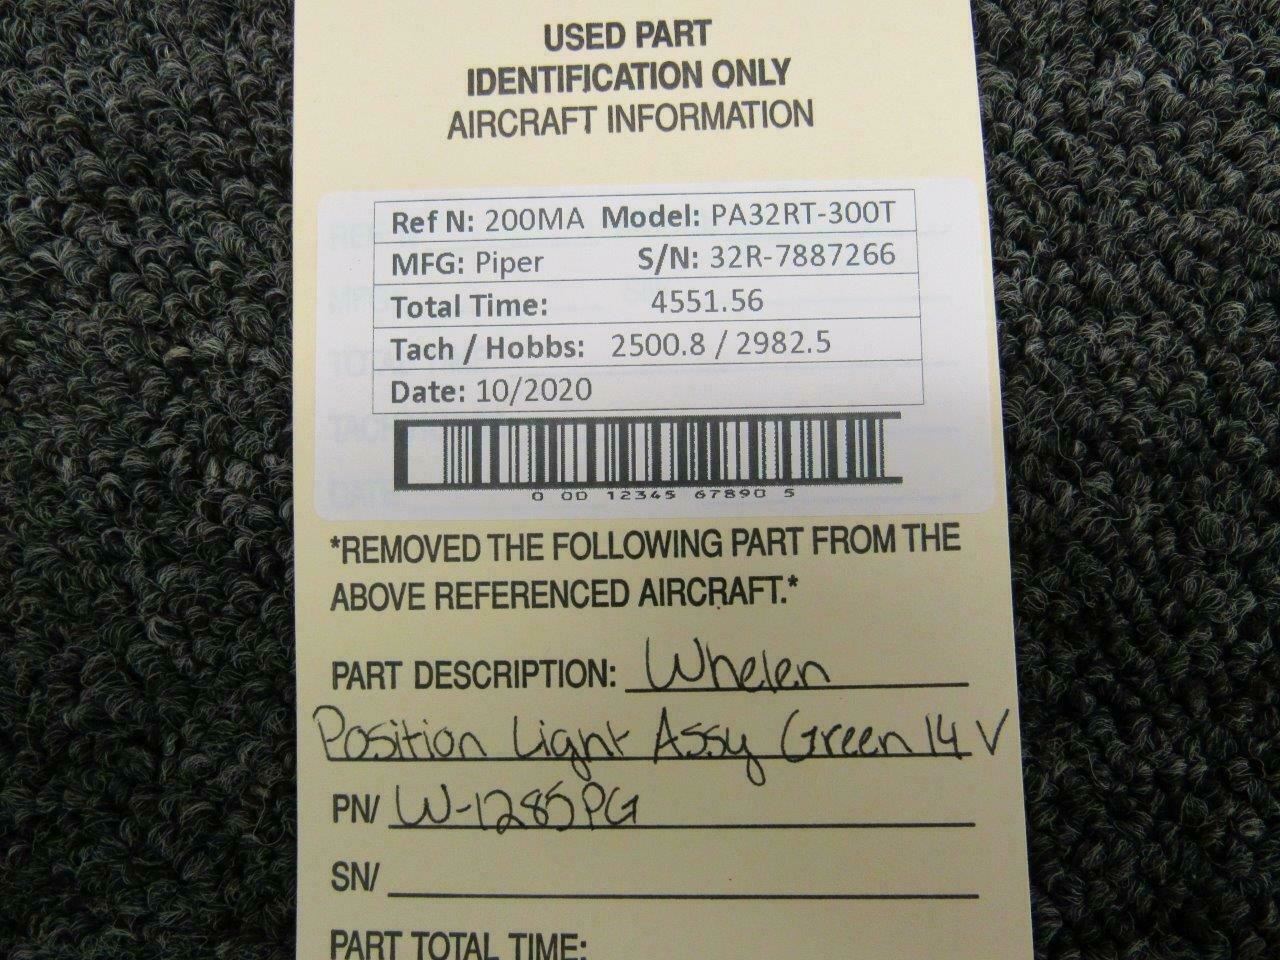 USED PART
IDENTIFICATION ONLY
AIRCRAFT INFORMATION
Ref N: 200MA Model: PA32RT-300T
MFG: Piper S/N: 32R-7887266
Total Time: 4551.56
Tach / Hobbs: 2500.8 / 2982.5
Date: 10/2020
0 00 12345 67890 5
*REMOVED THE FOLLOWING PART FROM THE
ABOVE REFERENCED AIRCRAFT.*
PART DESCRIPTION: Whelen
Position Light Assy Green 14 V
PN/ W-1285PG
SN/
PART TOTAL TIME: